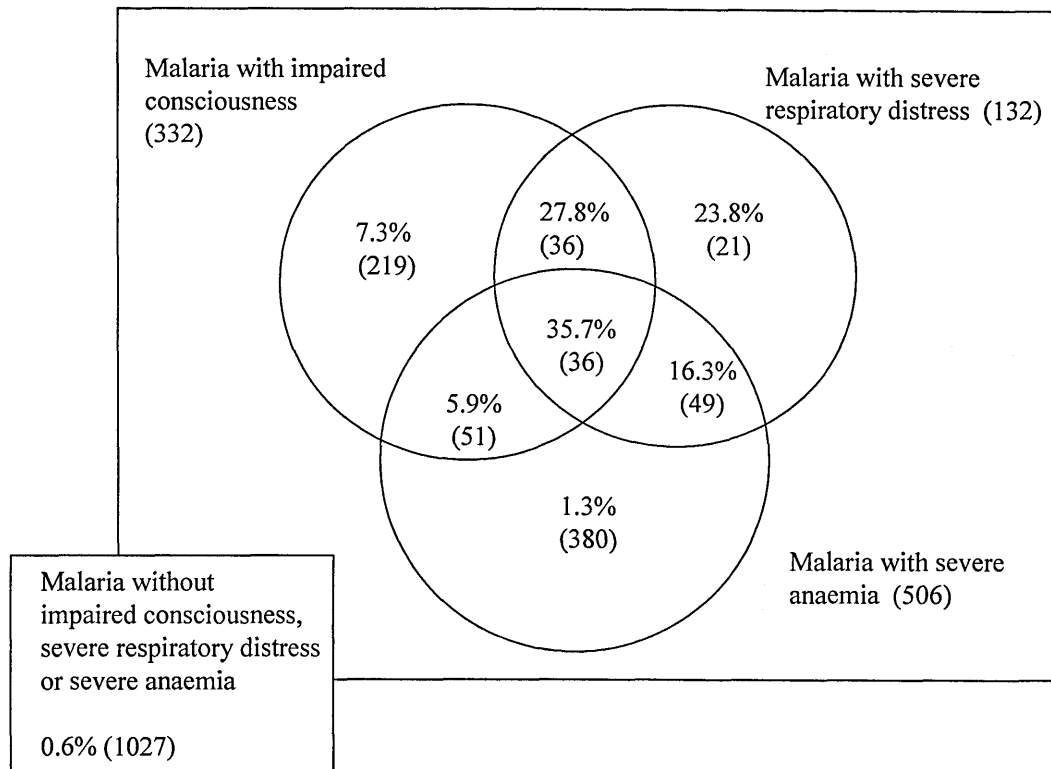 Malaria with impaired
consciousness
(332)
Malaria with severe
respiratory distress (132)
7.3%
(219)
27.8%
(36)
23.8%
(21)
35.7%
(36)
16.3%
(49)
5.9%
(51)
1.3%
(380)
Malaria with severe
anaemia (506)
Malaria without
impaired consciousness,
severe respiratory distress
or severe anaemia
0.6% (1027)